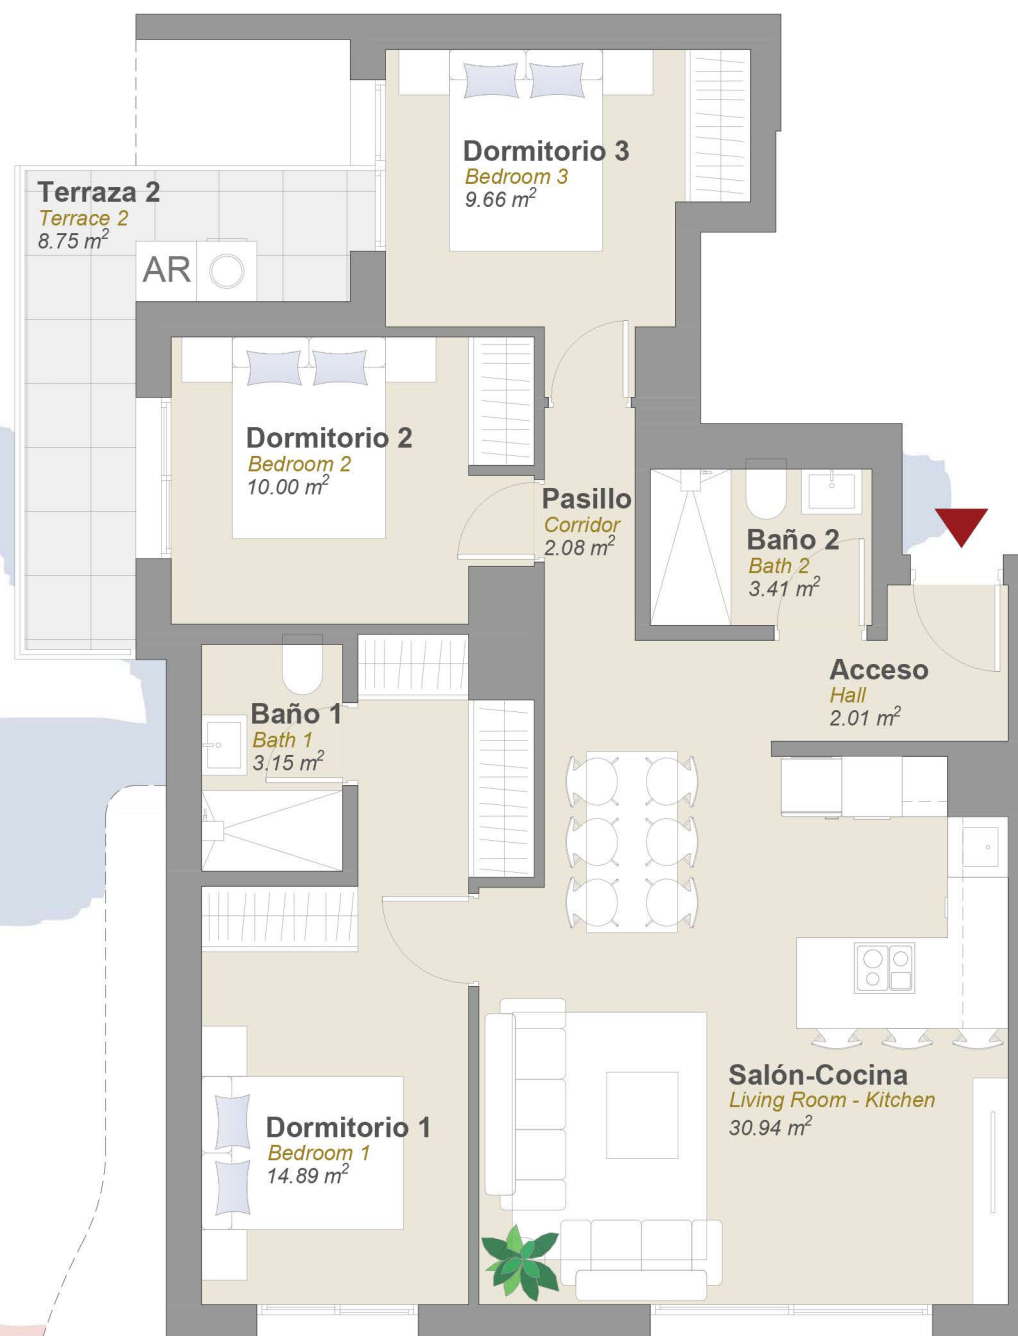 Dormitorio 3
Bedroom 3
9.66 m²
Terraza 2
Terrace 2
8.75 m²
AR
Dormitorio 2
Bedroom 2
10.00 m²
Pasillo
Corridor
2.08 m²
Baño 2
Bath 2
3.41 m²
Acceso
Hall
2.01 m²
Baño 1
Bath 1
3.15 m²
Salón-Cocina
Living Room - Kitchen
30.94 m²
Dormitorio 1
Bedroom 1
14.89 m²